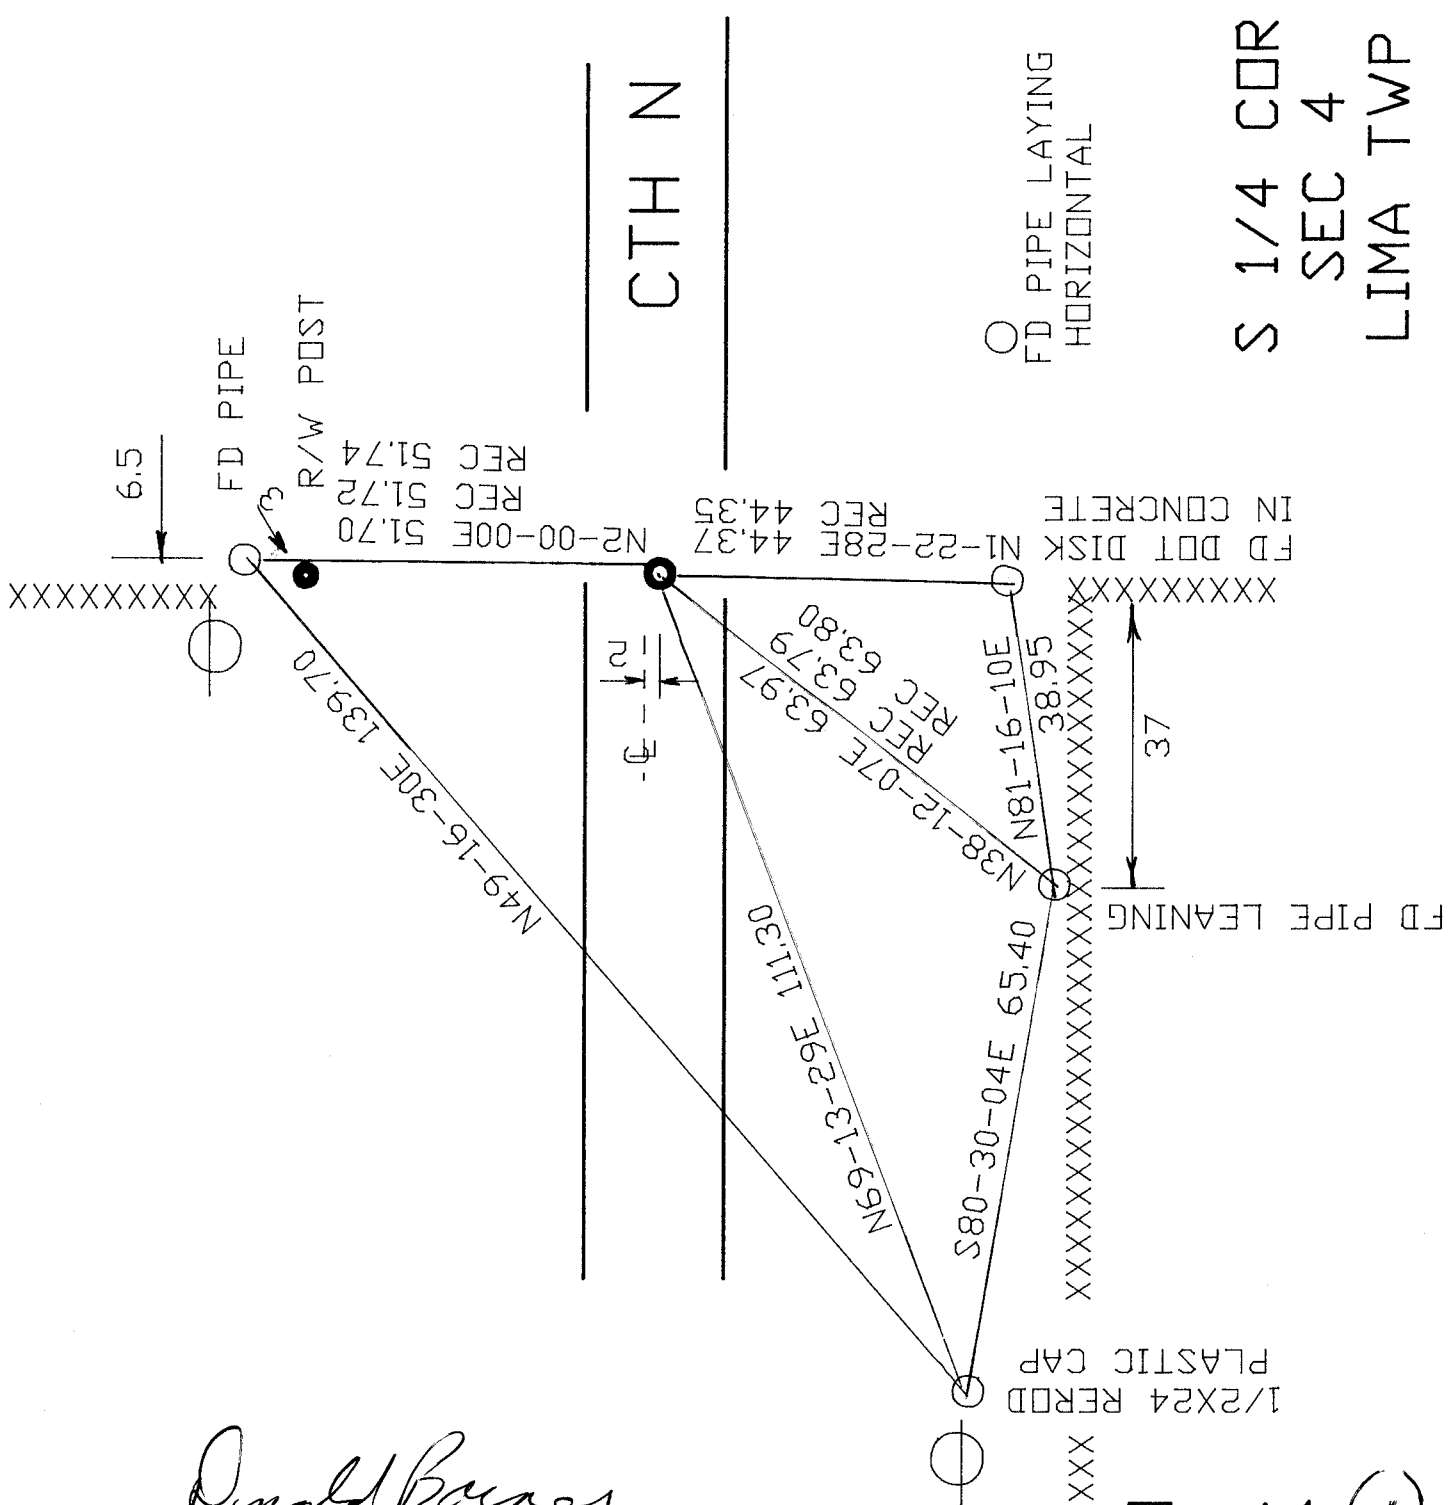 S 1/4 COR
SEC 4
LIMA TWP
CTH N
FD PIPE LAYING
HORIZONTAL
FD PIPE
R/W POST
6.5
3
N2-00-00E 51.70
REC 51.72
REC 51.74
N1-22-28E 44.37
REC 44.35
FD DOT DISK
IN CONCRETE
2
N38-12-07E 63.97
REC 63.79
REC 63.80
N81-16-10E
38.95
37
FD PIPE LEANING
N49-16-30E 139.70
N69-13-29E 111.30
S80-30-04E 65.40
1/2X24 REROD
PLASTIC CAP
XXXXXXXXX
Donald Barnes